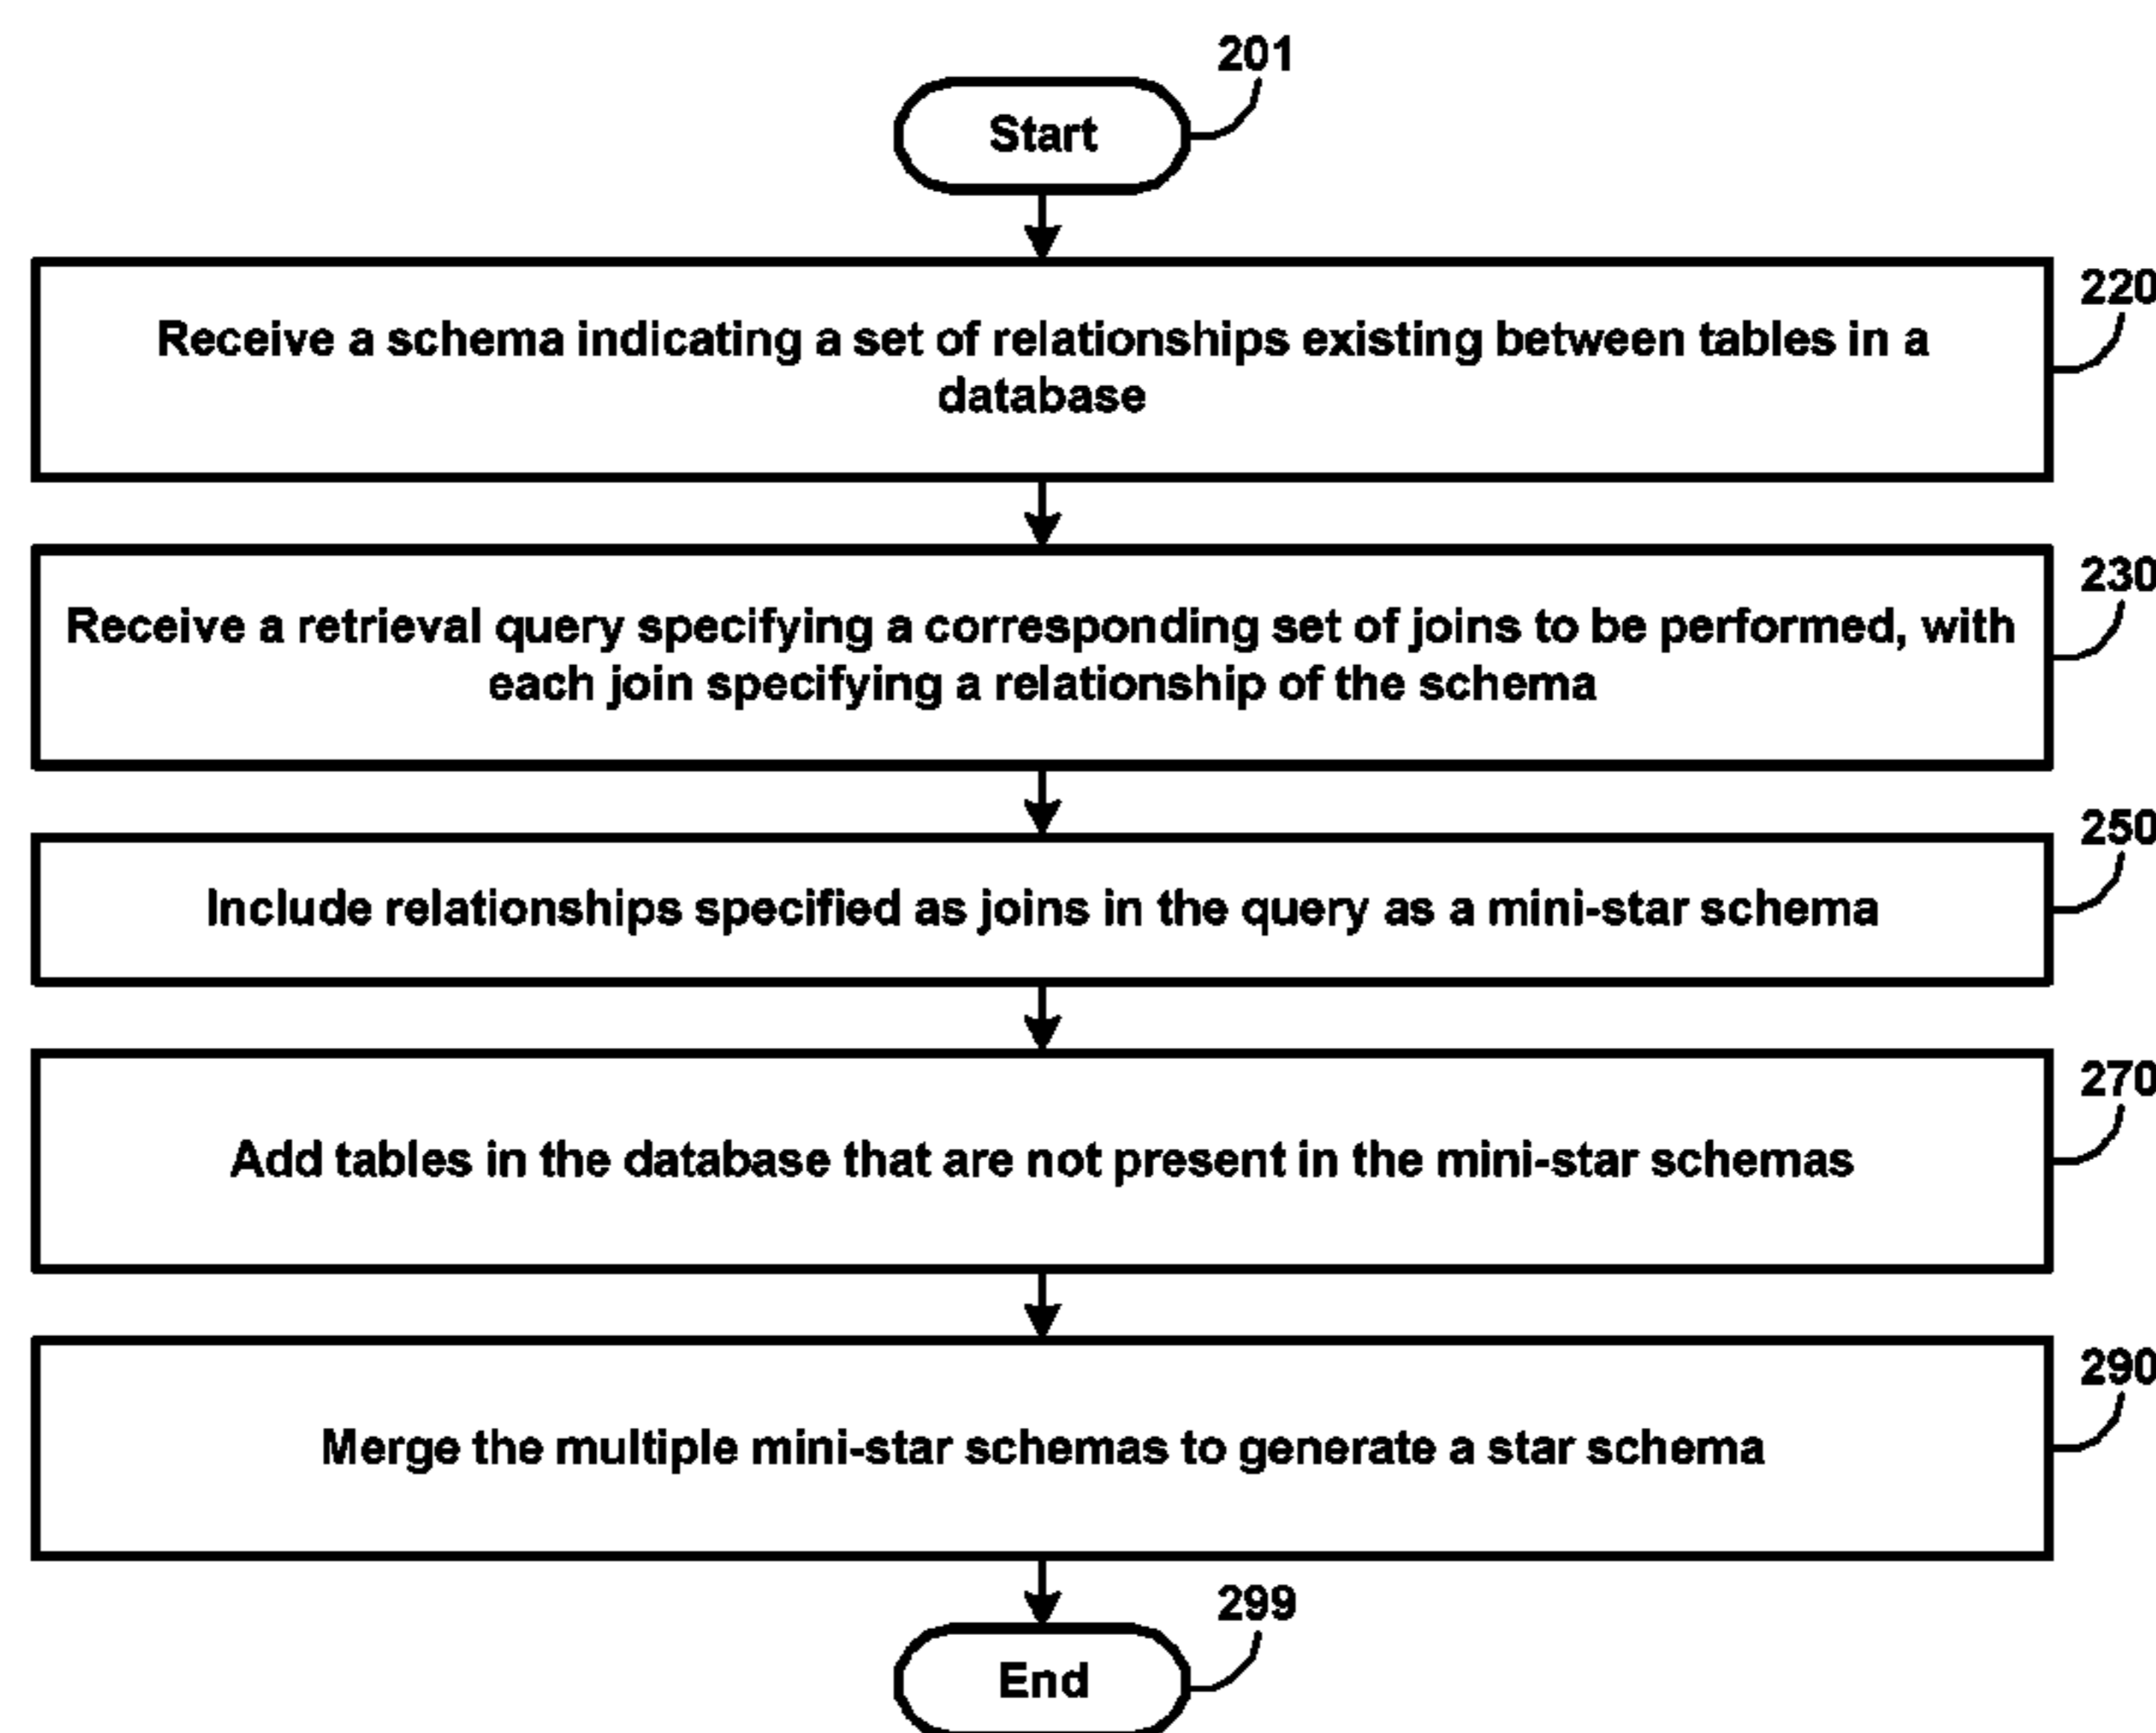 201
Start
220
Receive a schema indicating a set of relationships existing between tables in a
database
230
Receive a retrieval query specifying a corresponding set of joins to be performed, with
each join specifying a relationship of the schema
250
Include relationships specified as joins in the query as a mini-star schema
270
Add tables in the database that are not present in the mini-star schemas
290
Merge the multiple mini-star schemas to generate a star schema
299
End